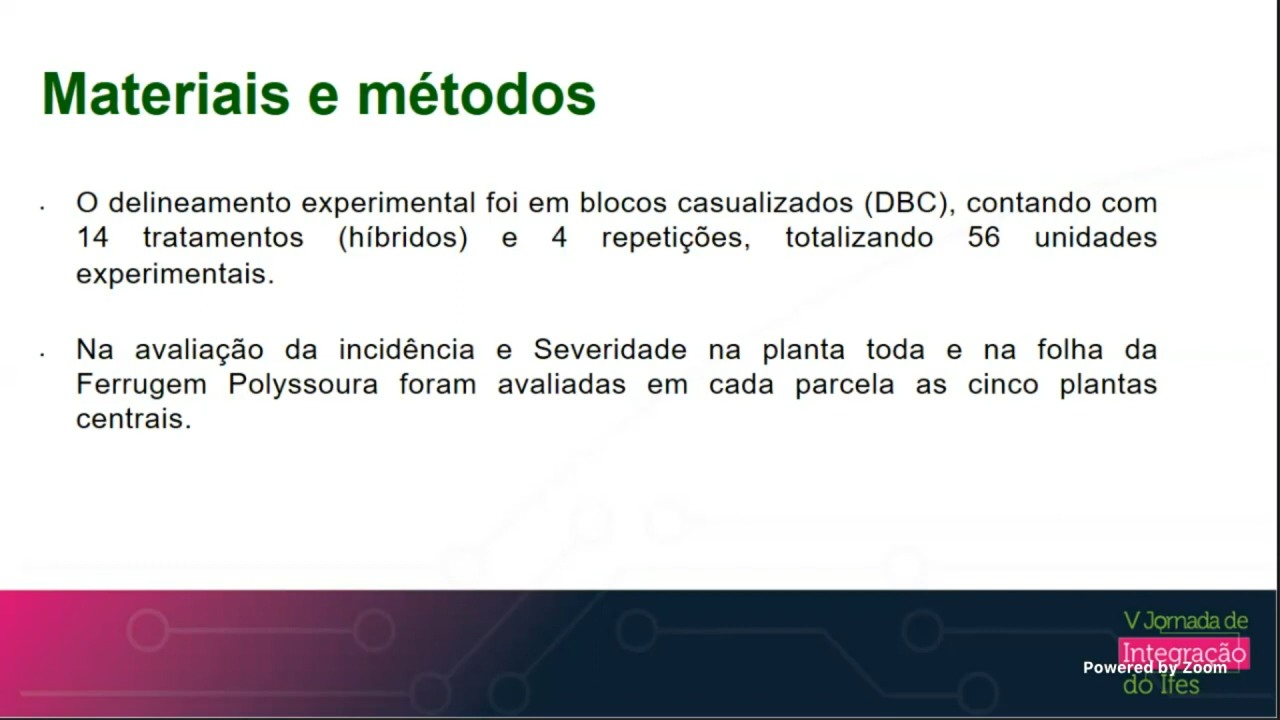 Materiais e métodos
. O delineamento experimental foi em blocos casualizados (DBC), contando com
14 tratamentos (híbridos) e 4 repetições, totalizando 56 unidades
experimentais.
. Na avaliação da incidência e Severidade na planta toda e na folha da
Ferrugem Polyssoura foram avaliadas em cada parcela as cinco plantas
centrais.
V Jornada de
Integração
Powered by Zoom
do Ifes